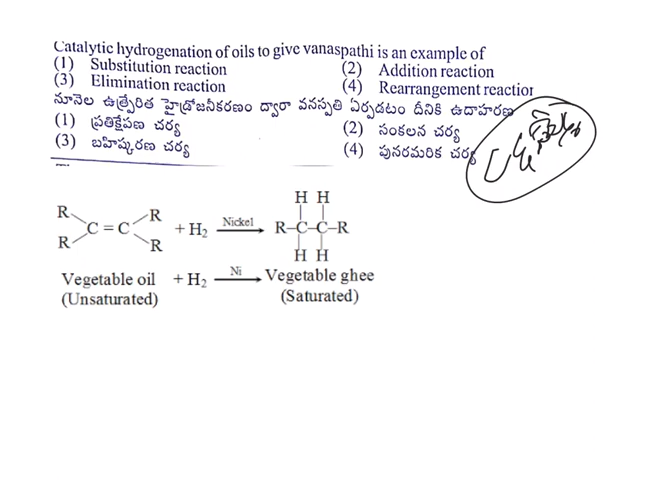 Catalytic hydrogenation of oils to give vanaspathi is an example of
(1) Substitution reaction (2) Addition reaction
(3) Elimination reaction (4) Rearrangement reaction
నూనెల ఉత్ప్రేరిత హైడ్రోజనీకరణం ద్వారా వనస్పతి ఏర్పడటం దీనికి ఉదాహరణ
(1) ప్రతిక్షేపణ చర్య (2) సంకలన చర్య
(3) బహిష్కరణ చర్య (4) పునరమరిక చర్య
H H
R R Nickel
C = C + H₂ R–C–C–R
R R
H H
Vegetable oil + H₂ Ni Vegetable ghee
(Unsaturated) (Saturated)